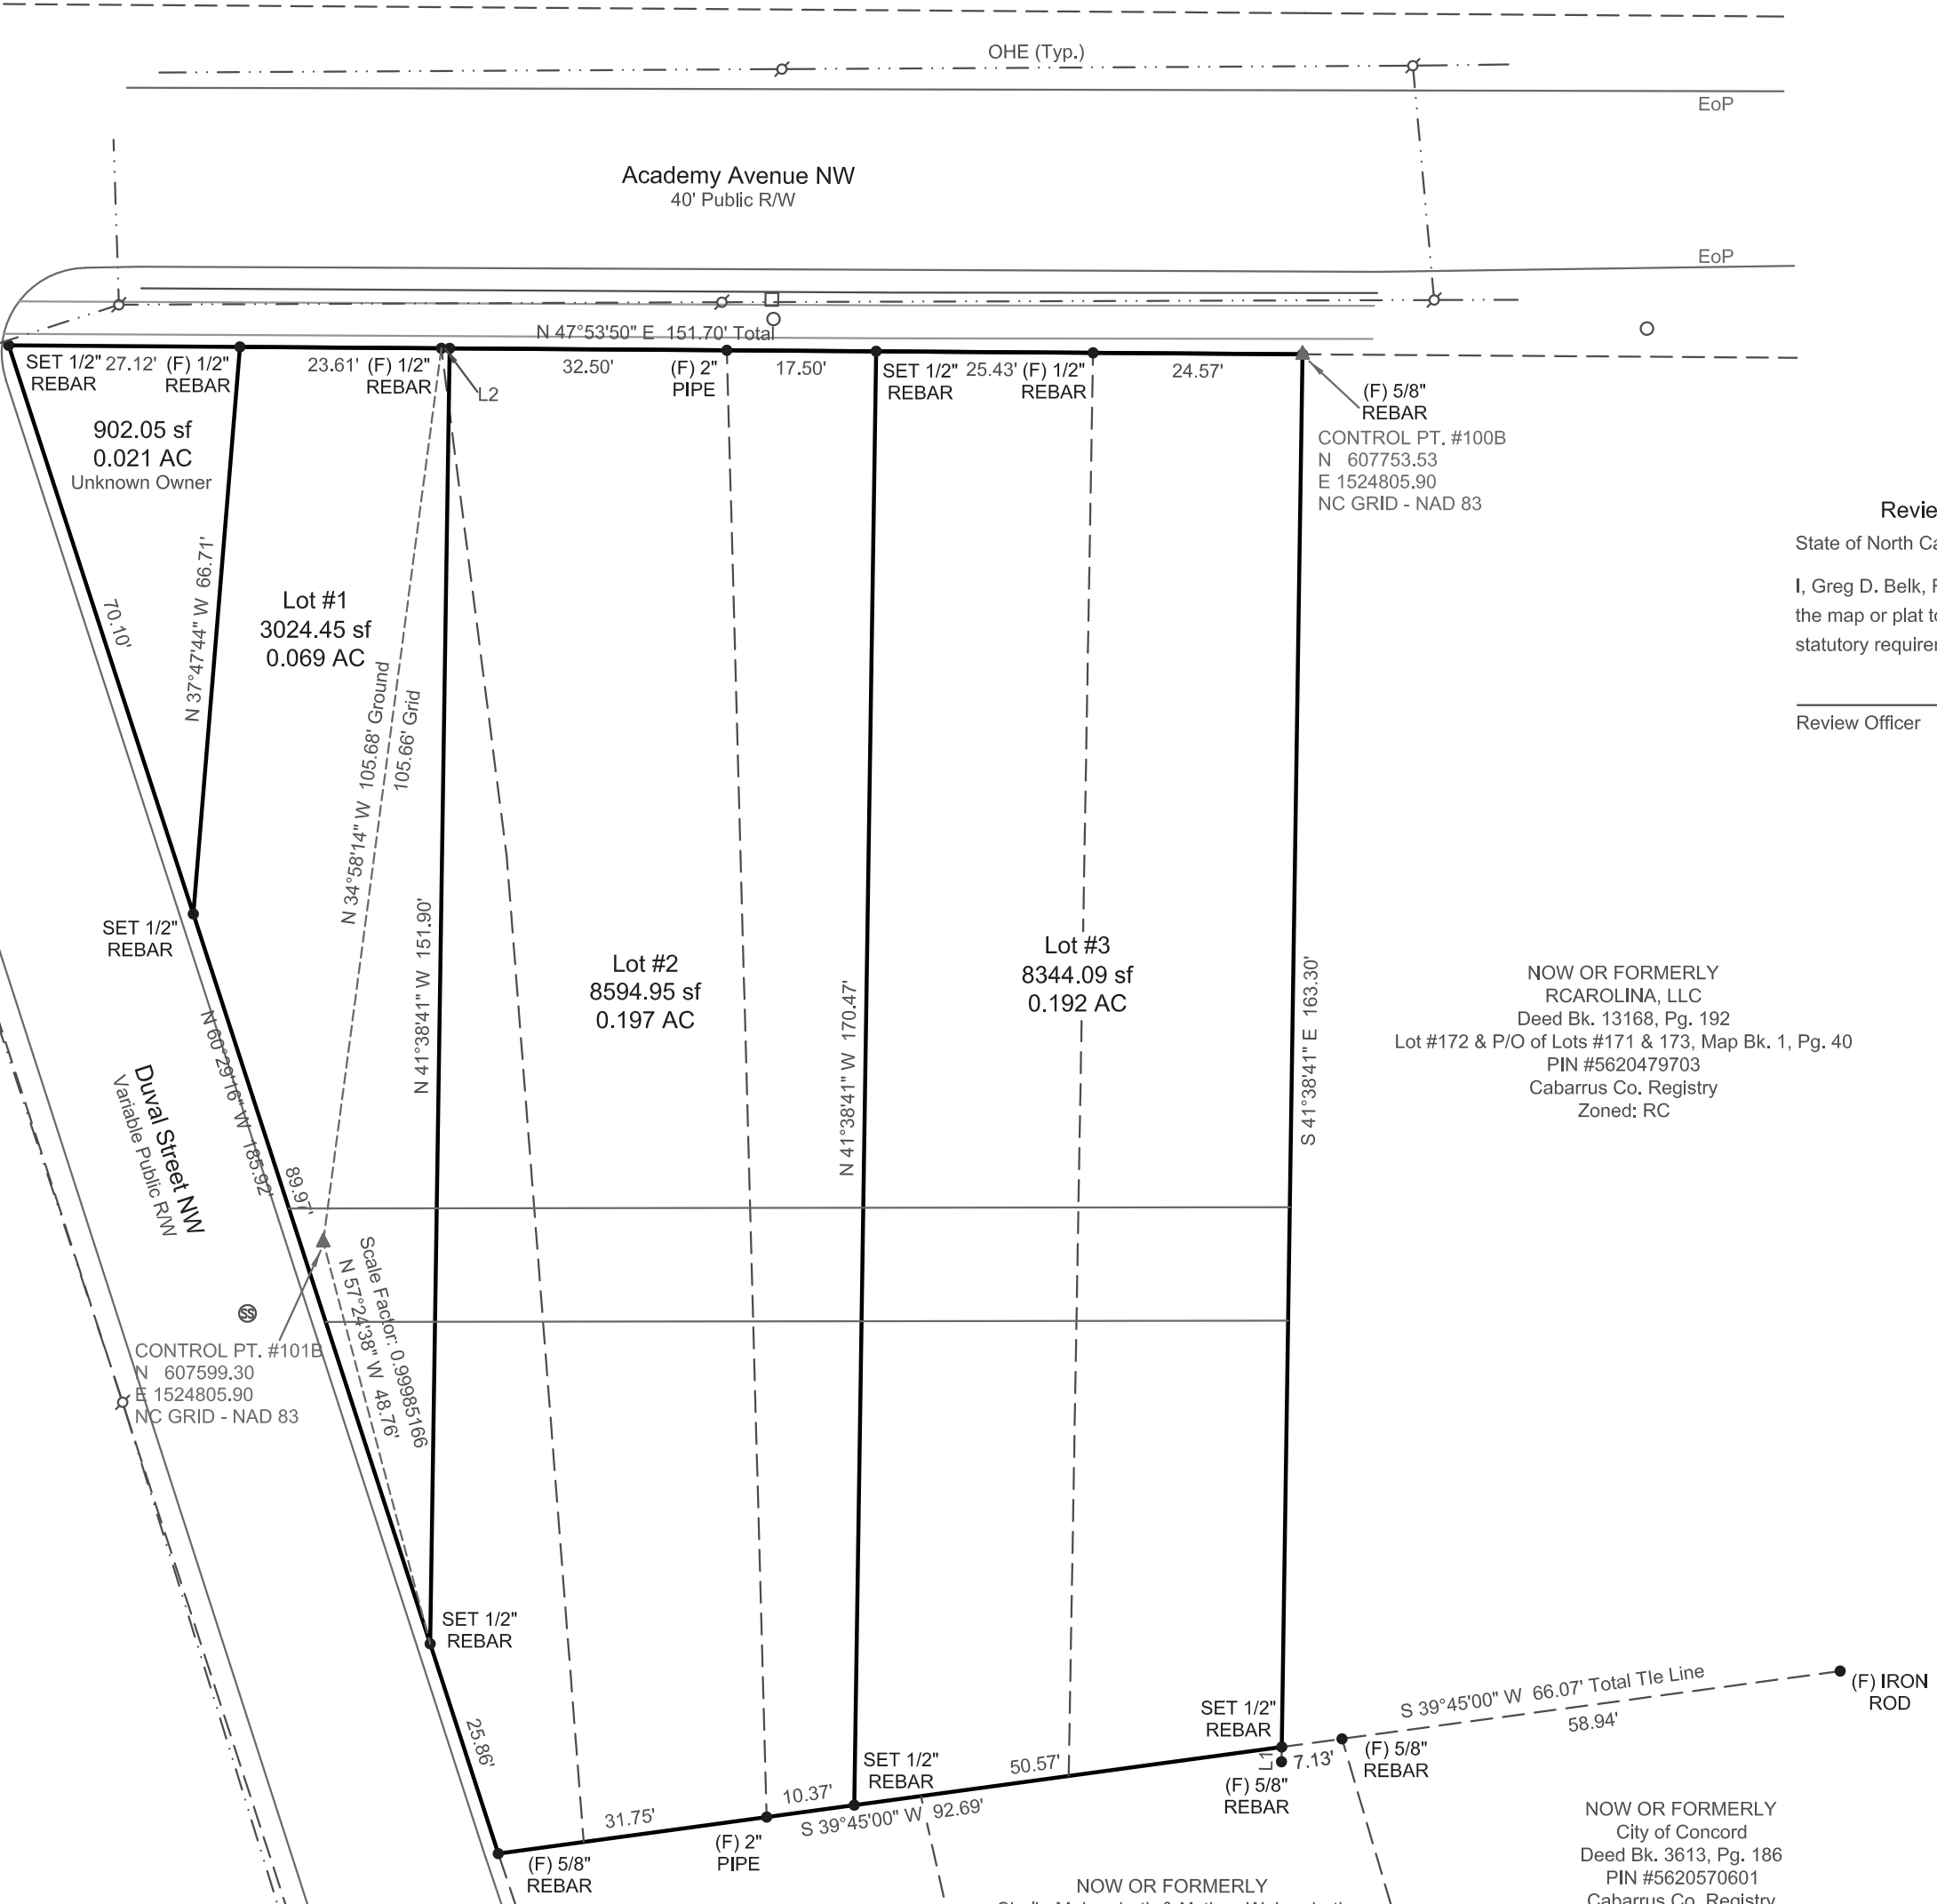 OHE (Typ.)
EoP
Academy Avenue NW
40' Public R/W
EoP
N 47°53'50" E  151.70' Total
SET 1/2"
REBAR
27.12'
(F) 1/2"
REBAR
23.61'
(F) 1/2"
REBAR
L2
32.50'
(F) 2"
PIPE
17.50'
SET 1/2"
REBAR
25.43'
(F) 1/2"
REBAR
24.57'
(F) 5/8"
REBAR
CONTROL PT. #100B
N   607753.53
E 1524805.90
NC GRID - NAD 83
902.05 sf
0.021 AC
Unknown Owner
State of North
I, Greg D. Belk,
the map or plat
statutory
Review Officer
70.10'
N 37°47'44" W  66.71'
Lot #1
3024.45 sf
0.069 AC
N 34°58'14" W  105.68' Ground
105.66' Grid
N 41°38'41" W  151.90'
SET 1/2"
REBAR
Lot #2
8594.95 sf
0.197 AC
N 41°38'41" W  170.47'
Lot #3
8344.09 sf
0.192 AC
S 41°38'41" E  163.30'
NOW OR FORMERLY
RCAROLINA, LLC
Deed Bk. 13168, Pg. 192
Lot #172 & P/O of Lots #171 & 173, Map Bk. 1, Pg. 40
PIN #5620479703
Cabarrus Co. Registry
Zoned: RC
N 60°29'16" W  185.92'
Duval Street NW
Variable Public R/W
89.97'
SS
Scale Factor: 0.99985166
N 57°24'38" W  48.76'
CONTROL PT. #101B
N   607599.30
E 1524805.90
NC GRID - NAD 83
SET 1/2"
REBAR
25.86'
(F) 5/8"
REBAR
31.75'
(F) 2"
PIPE
10.37'
SET 1/2"
REBAR
S 39°45'00" W  92.69'
50.57'
SET 1/2"
REBAR
L1
7.13'
(F) 5/8"
REBAR
(F) 5/8"
REBAR
S 39°45'00" W  66.07' Total Tle Line
58.94'
(F) IRON
ROD
NOW OR FORMERLY
City of Concord
Deed Bk. 3613, Pg. 186
PIN #5620570601
Cabarrus Co. Registry
NOW OR FORMERLY